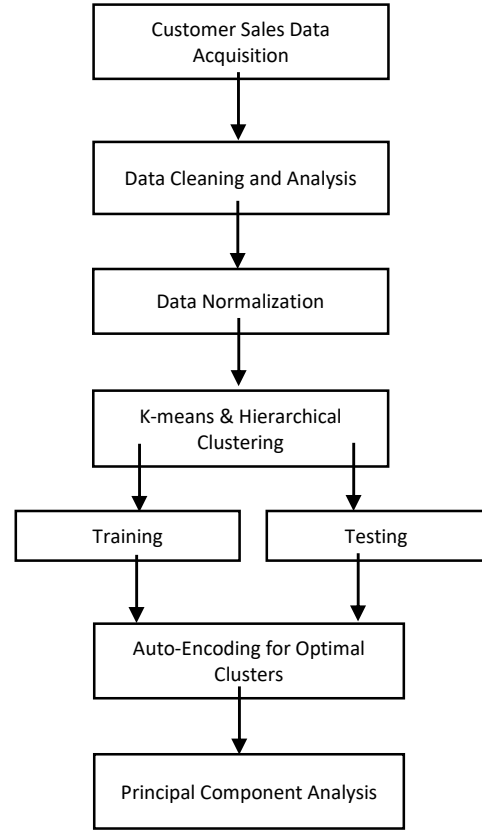 Customer Sales Data
Acquisition
Data Cleaning and Analysis
Data Normalization
K-means & Hierarchical
Clustering
Training
Testing
Auto-Encoding for Optimal
Clusters
Principal Component Analysis